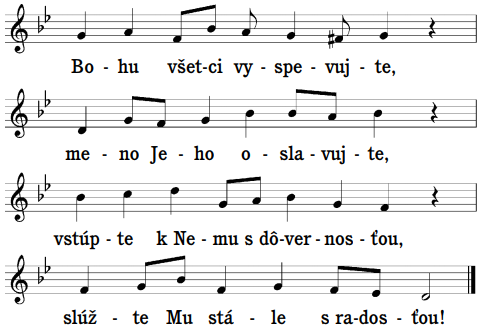 Bo - hu všet-ci vy - spe - vuj - te,
me - no Je - ho o - sla - vuj - te,
vstúp - te k Ne - mu s dô-ver - nos - ťou,
slúž - te Mu stá - le s ra-dos - ťou!